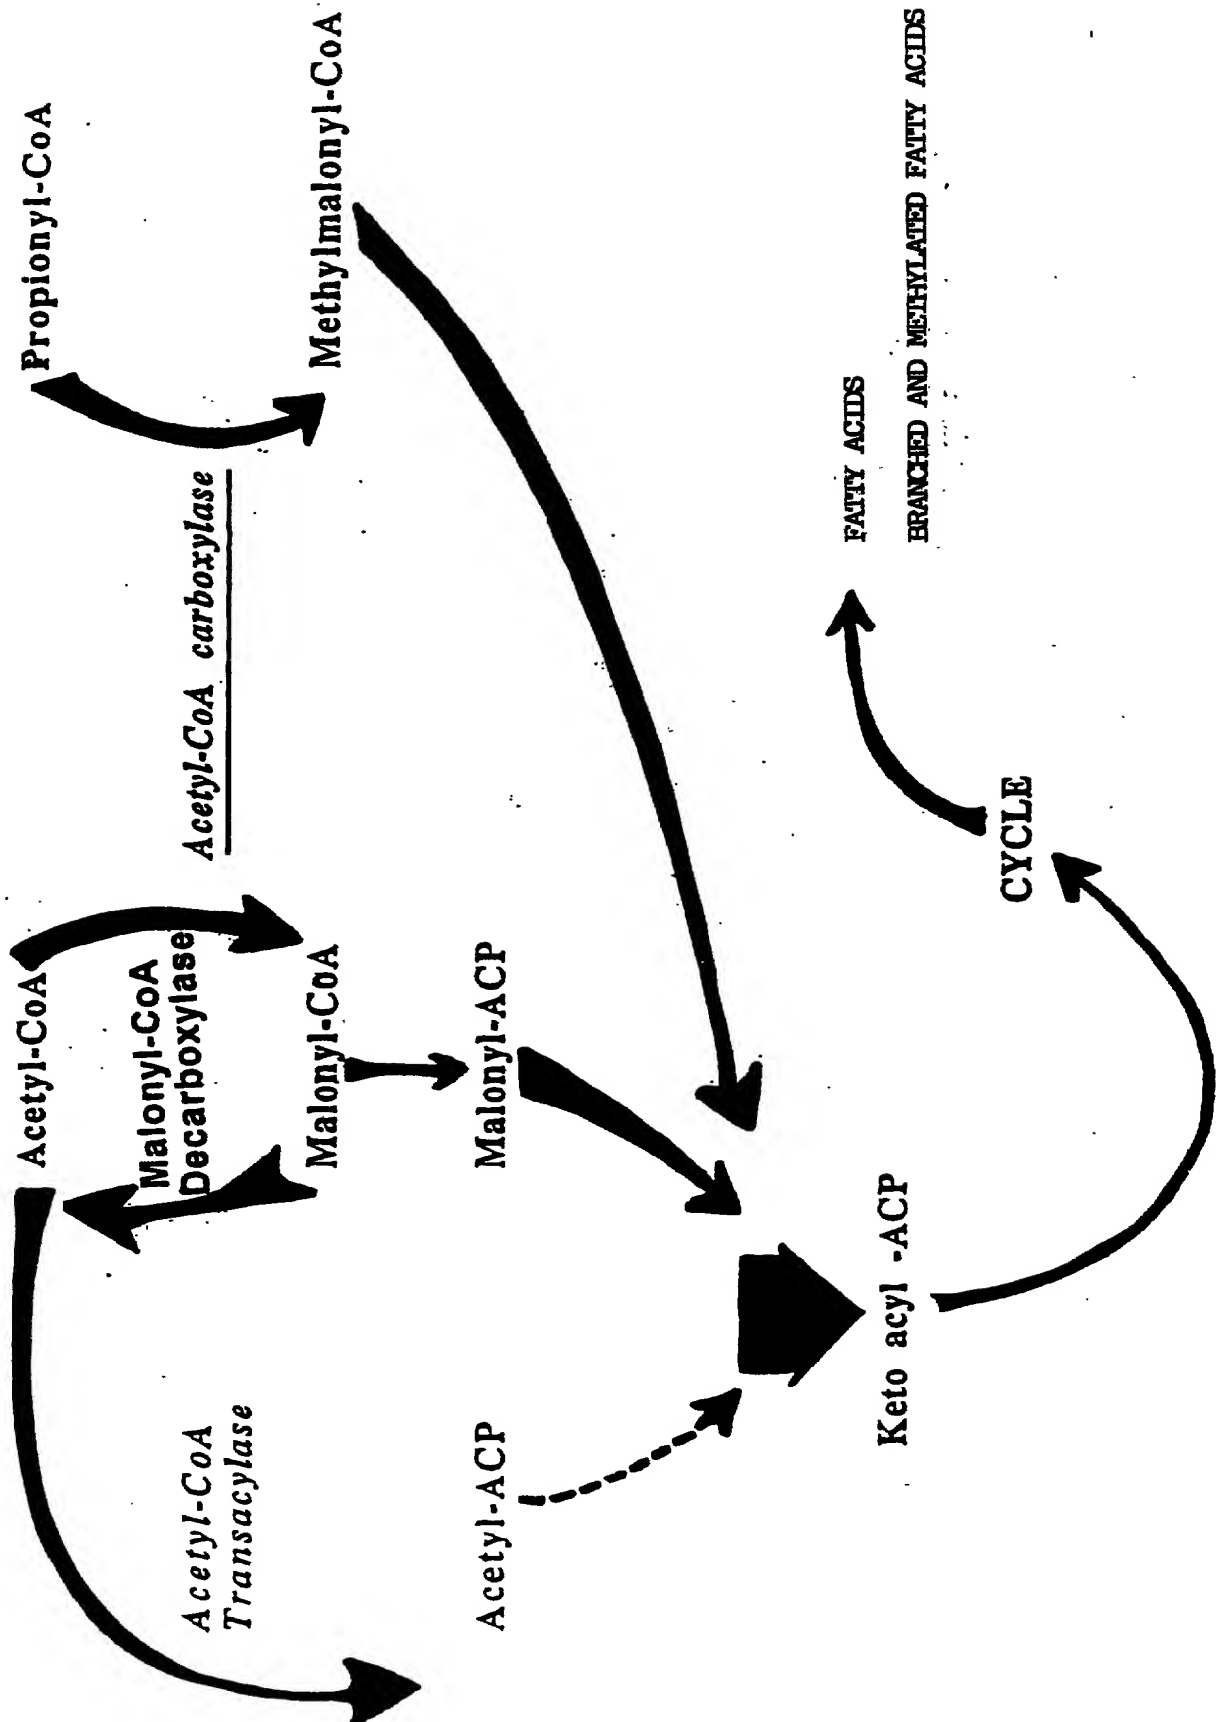 Acetyl-CoA
Propionyl-CoA
Malonyl-CoA
Decarboxylase
Acetyl-CoA carboxylase
Acetyl-CoA
Transacylase
Malonyl-CoA
Methylmalonyl-CoA
Acetyl-ACP
Malonyl-ACP
Keto acyl -ACP
CYCLE
FATTY ACIDS
BRANCHED AND METHYLATED FATTY ACIDS